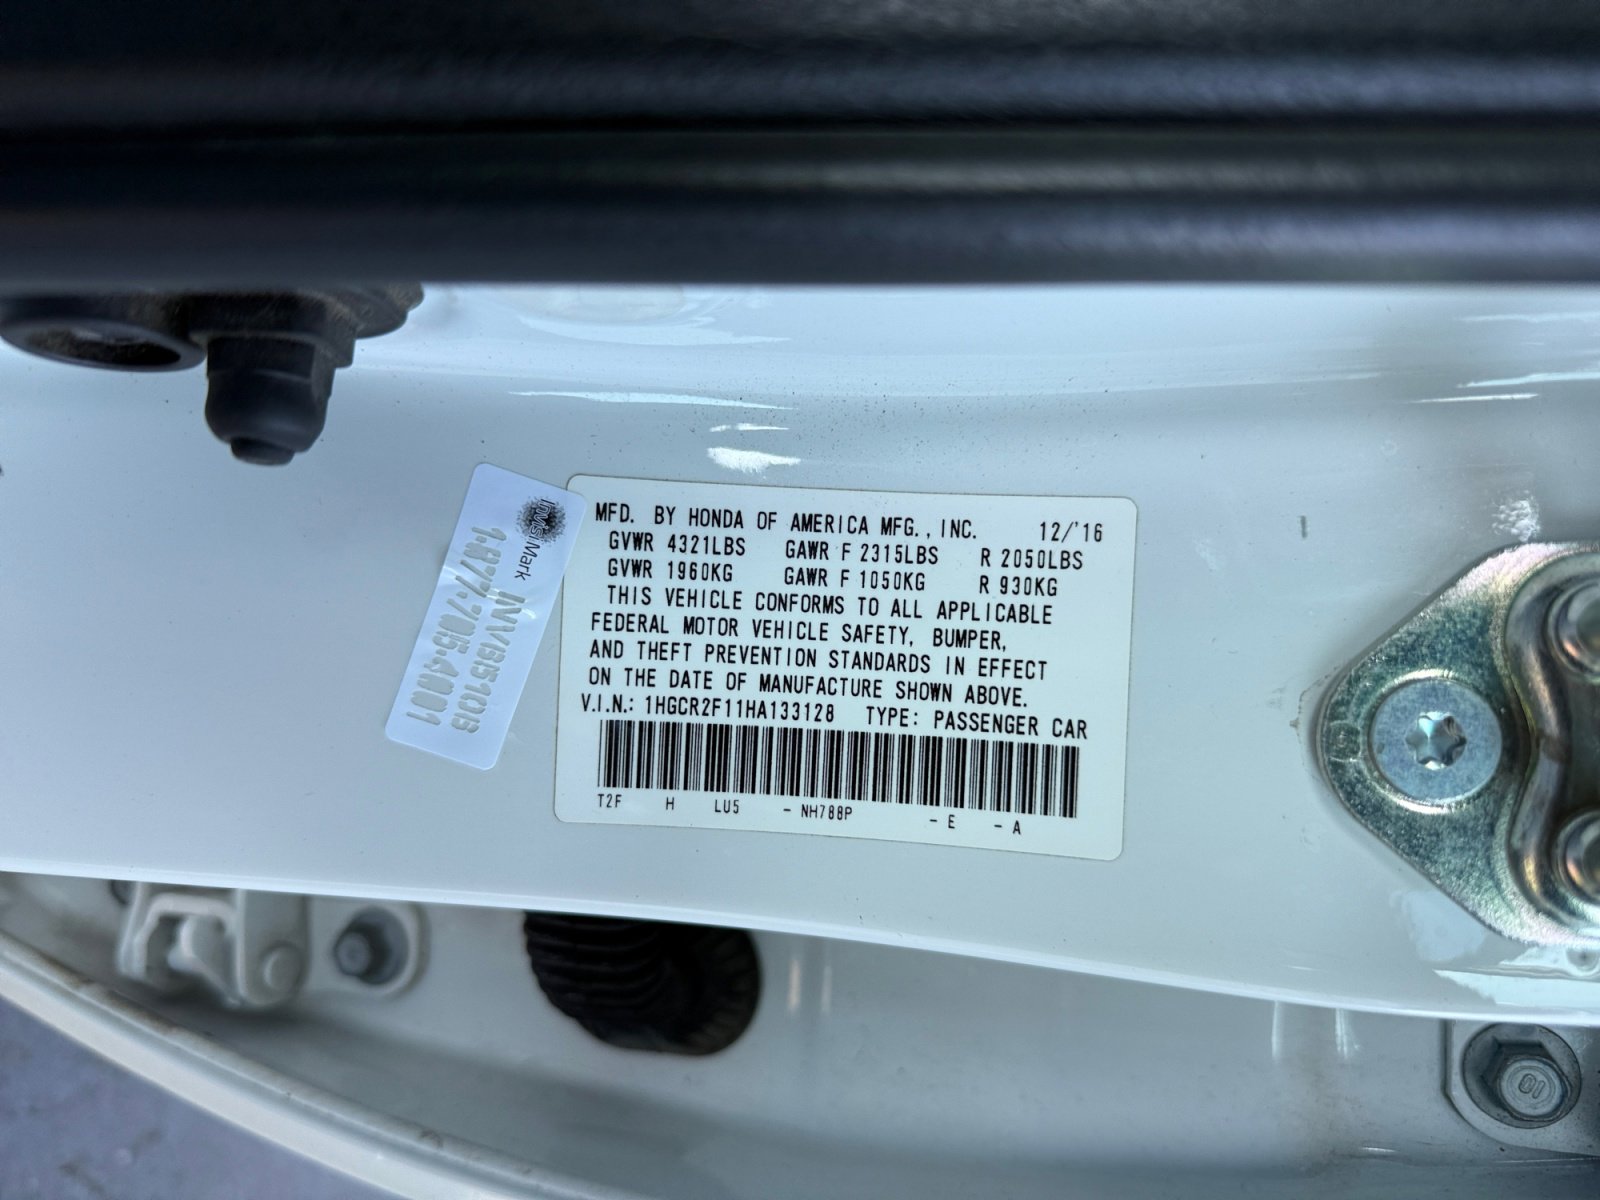 MFD. BY HONDA OF AMERICA MFG., INC. 12/'16
GVWR 4321LBS GAWR F 2315LBS R 2050LBS
GVWR 1960KG GAWR F 1050KG R 930KG
THIS VEHICLE CONFORMS TO ALL APPLICABLE
FEDERAL MOTOR VEHICLE SAFETY, BUMPER,
AND THEFT PREVENTION STANDARDS IN EFFECT
ON THE DATE OF MANUFACTURE SHOWN ABOVE.
V.I.N.: 1HGCR2F11HA133128 TYPE: PASSENGER CAR
T2F H LU5 - NH788P - E - A
InvisiMark
1.877.705.4001
10